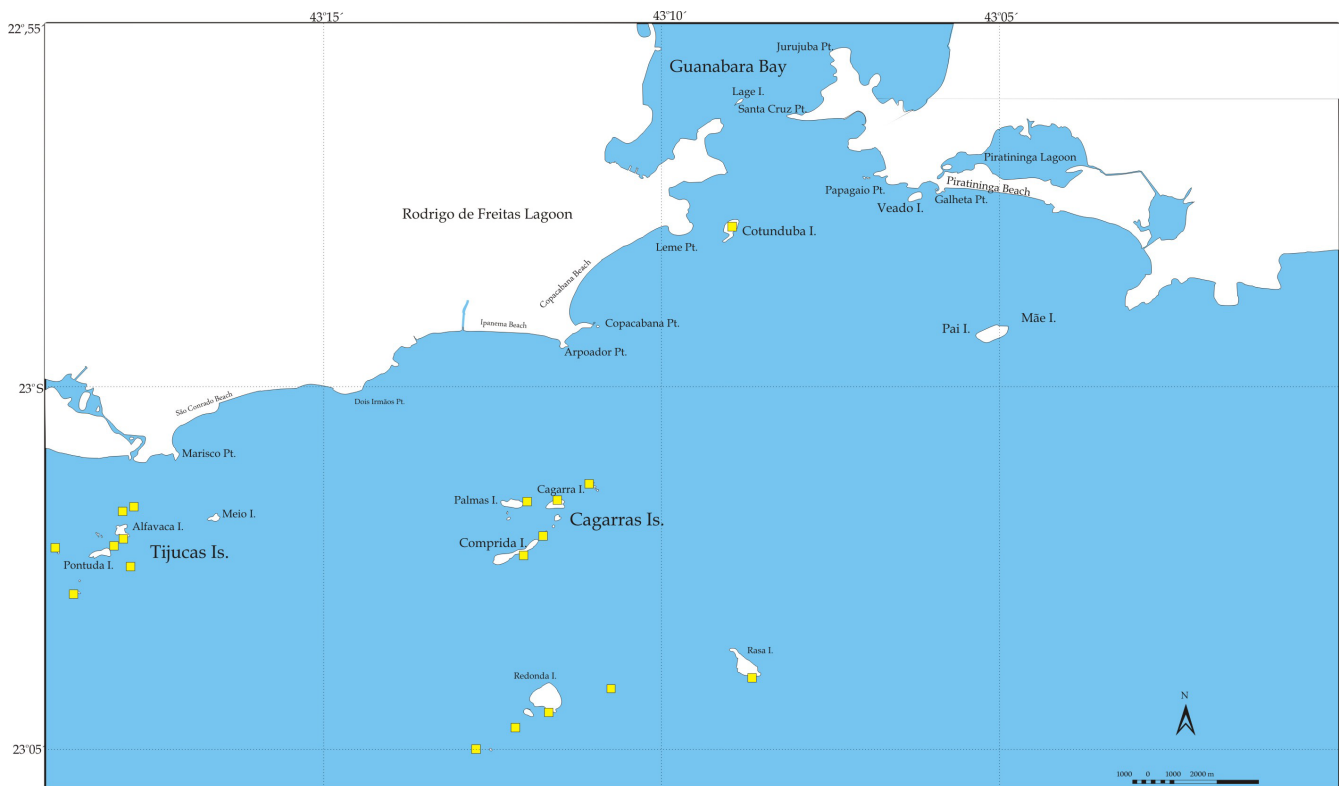 43°15´
43°10´
43°05´
22°,55´
Jurujuba Pt.
Guanabara Bay
Lage I.
Santa Cruz Pt.
Piratininga Lagoon
Papagaio Pt.
Piratininga Beach
Veado I.
Galheta Pt.
Rodrigo de Freitas Lagoon
Cotunduba I.
Leme Pt.
Copacabana Beach
Ipanema Beach
Copacabana Pt.
Mãe I.
Pai I.
Arpoador Pt.
23°S
São Conrado Beach
Dois Irmãos Pt.
Marisco Pt.
Cagarra I.
Palmas I.
Meio I.
Cagarras Is.
Alfavaca I.
Comprida I.
Tijucas Is.
Pontuda I.
Rasa I.
Redonda I.
N
23°05´
1000 0 1000 2000 m